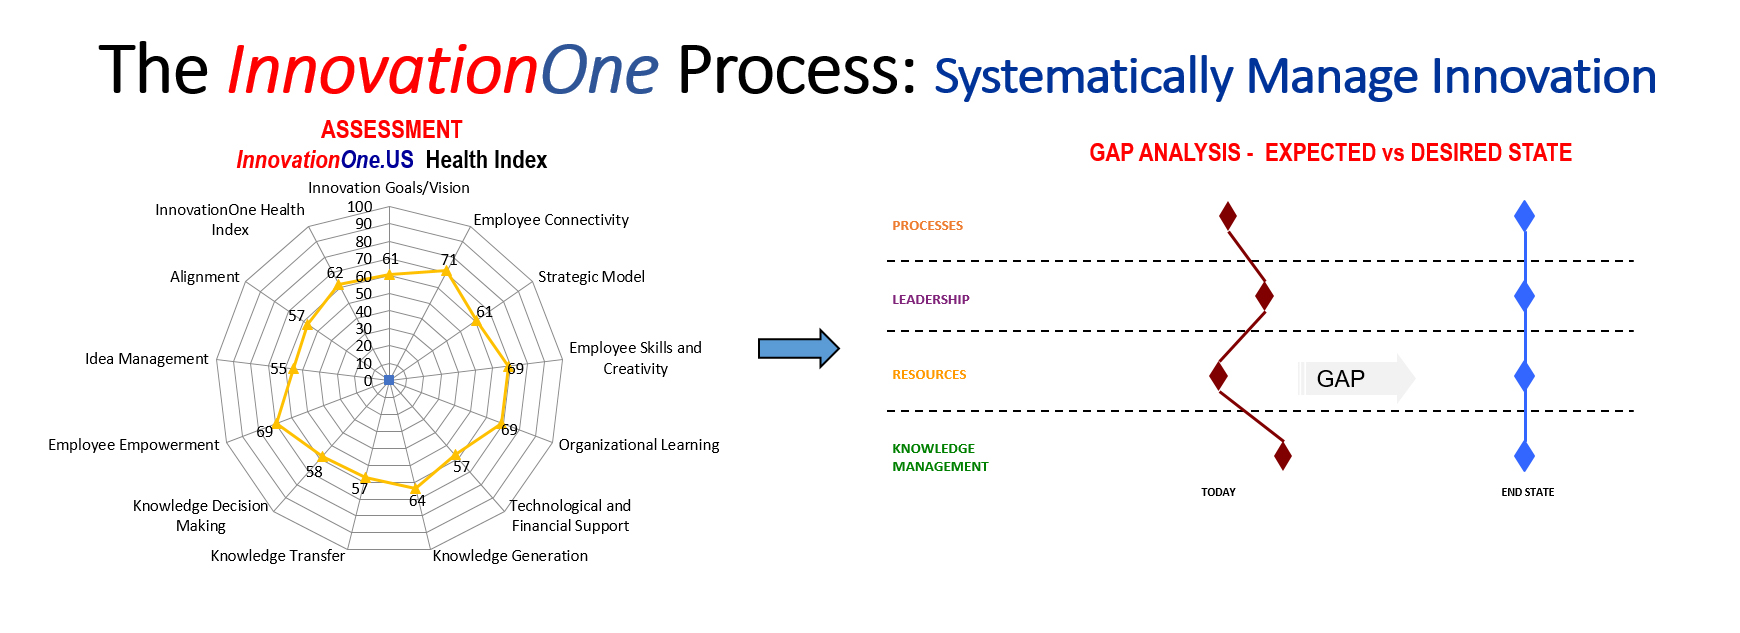 The InnovationOne Process: Systematically Manage Innovation
ASSESSMENT
InnovationOne.US Health Index
Innovation Goals/Vision
Employee Connectivity
Strategic Model
Employee Skills and
Creativity
Organizational Learning
Technological and
Financial Support
Knowledge Generation
Knowledge Transfer
Knowledge Decision
Making
Employee Empowerment
Idea Management
Alignment
InnovationOne Health
Index
100
90
80
70
60
50
40
30
20
10
0
61
71
61
69
69
57
64
57
58
69
55
57
62
GAP ANALYSIS - EXPECTED vs DESIRED STATE
PROCESSES
LEADERSHIP
RESOURCES
GAP
KNOWLEDGE
MANAGEMENT
TODAY
END STATE